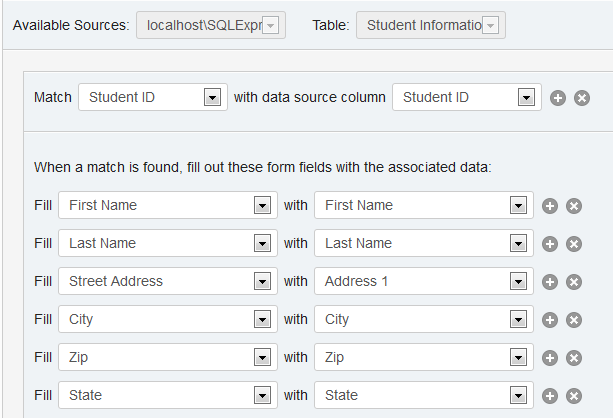 Available Sources: localhost\SQLExpr Table: Student Informatio
Match Student ID with data source column Student ID
When a match is found, fill out these form fields with the associated data:
Fill First Name with First Name
Fill Last Name with Last Name
Fill Street Address with Address 1
Fill City with City
Fill Zip with Zip
Fill State with State